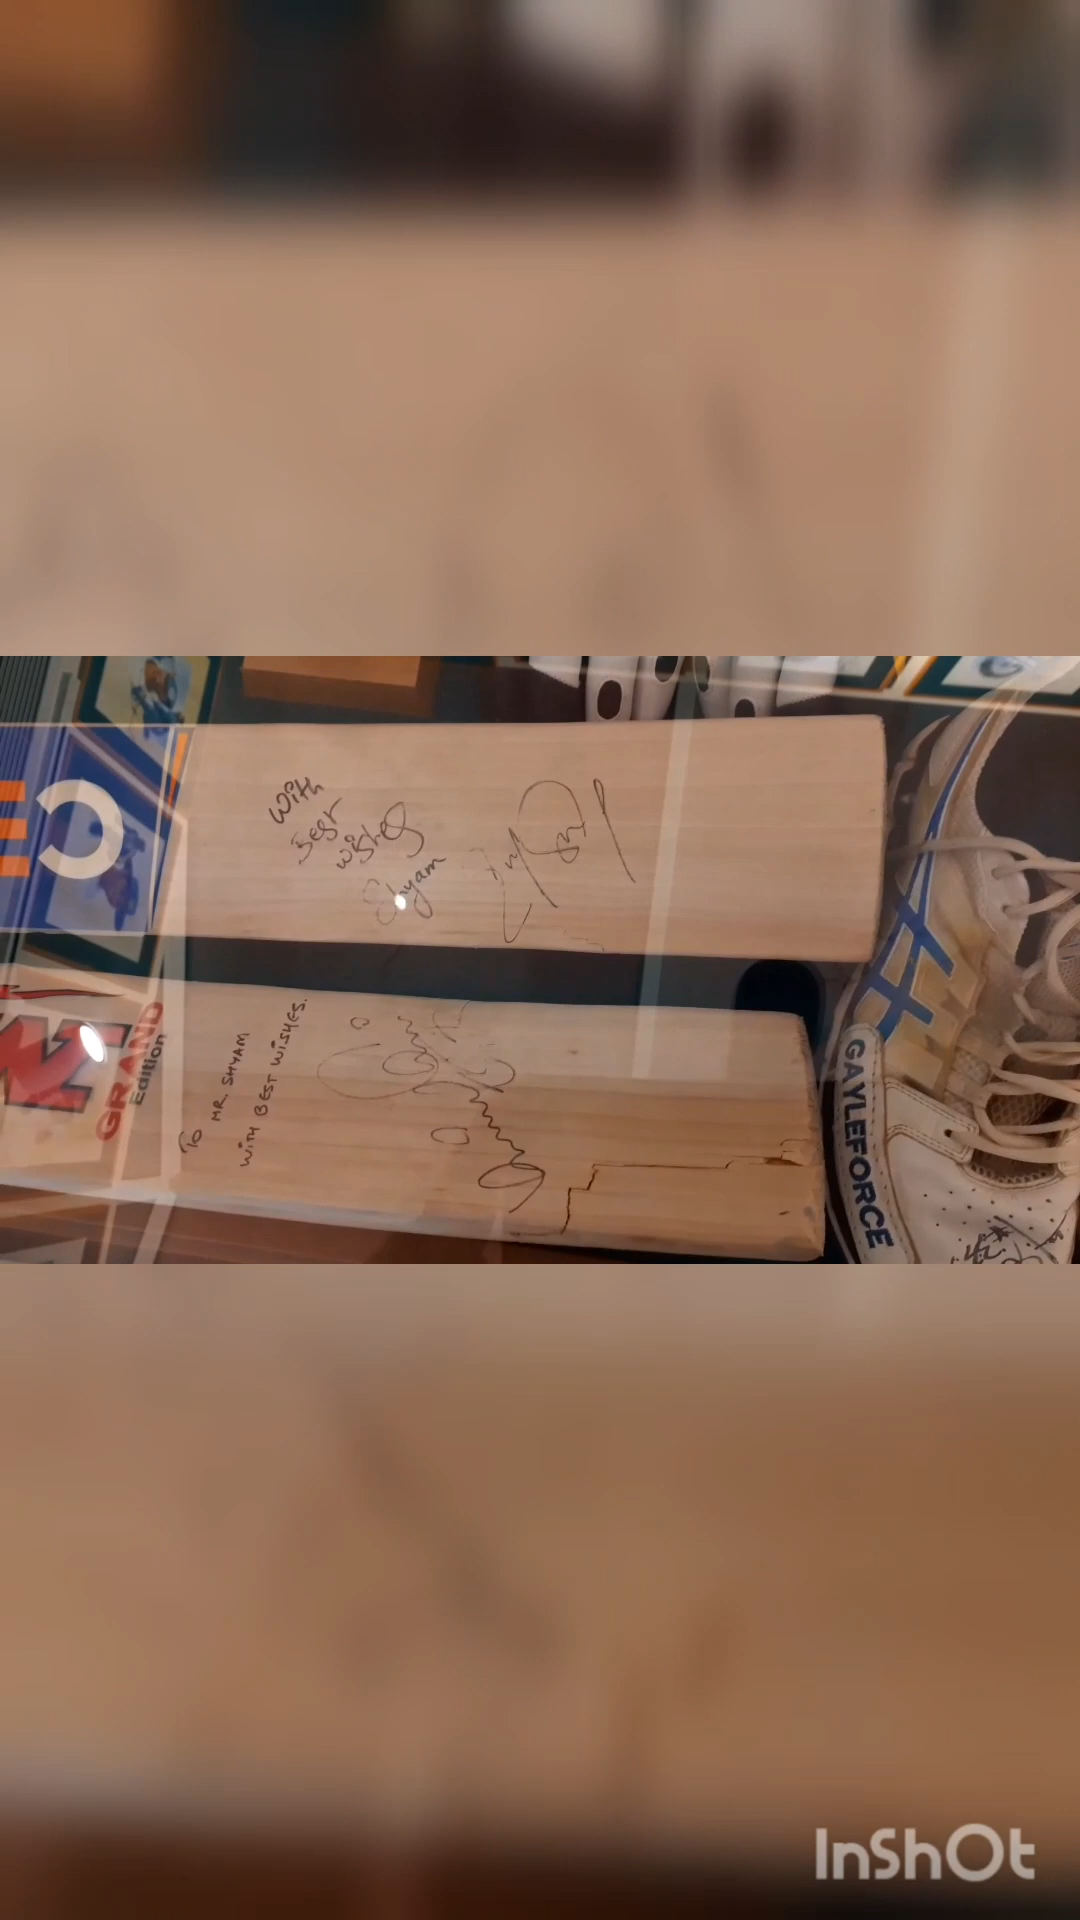 With
Best
wishes
Shyam
TO MR. SHYAM
WITH BEST WISHES.
GRAND
Edition
GAYLEFORCE
InShOt